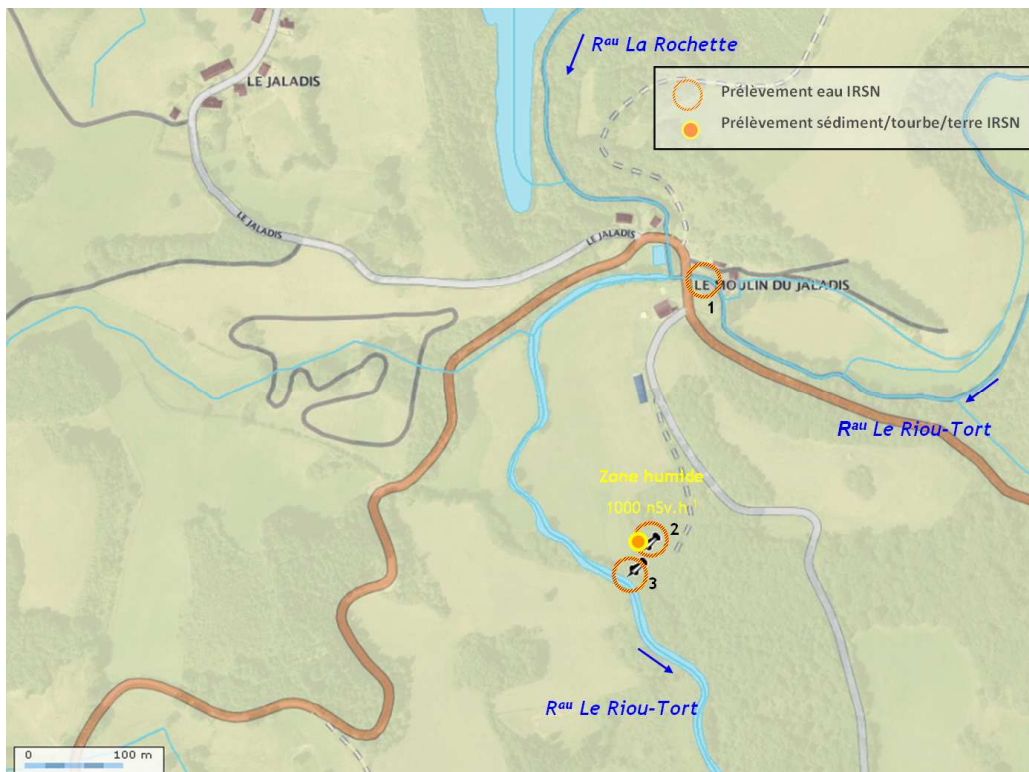 Rau La Rochette
LE JALADIS
Prélèvement eau IRSN
Prélèvement sédiment/tourbe/terre IRSN
LE JALADIS
LE JALADIS
LE MOULIN DU JALADIS
1
Rau Le Riou-Tort
Zone humide
1000 nSv.h-1
2
3
Rau Le Riou-Tort
0 100 m